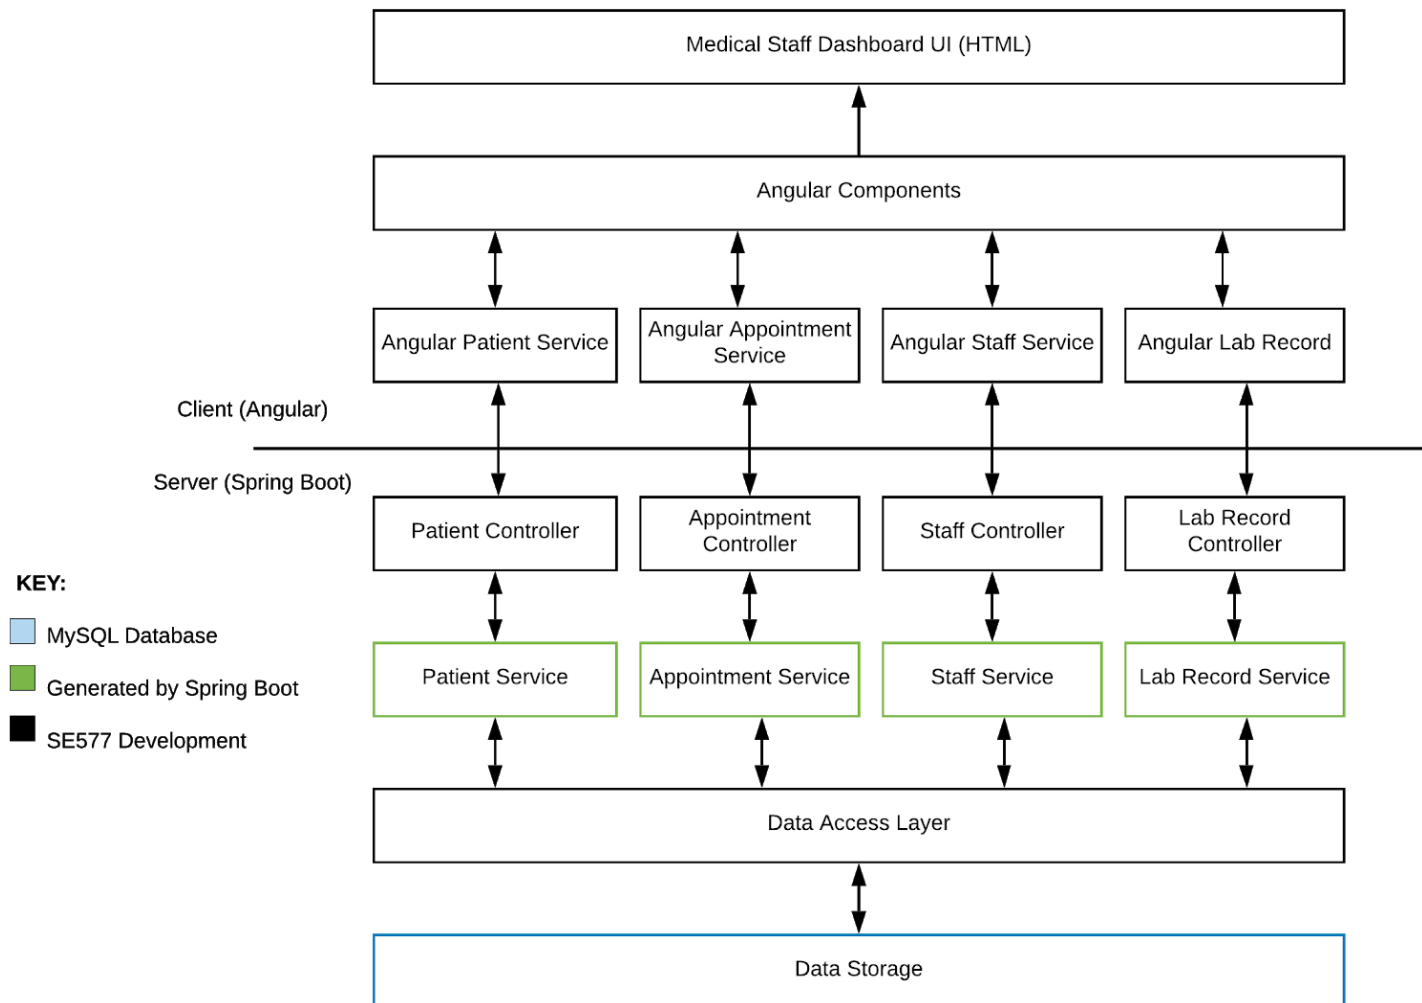 Medical Staff Dashboard UI (HTML)
Angular Components
Angular Patient Service
Angular Appointment
Service
Angular Staff Service
Angular Lab Record
Client (Angular)
Server (Spring Boot)
Patient Controller
Appointment
Controller
Staff Controller
Lab Record
Controller
KEY:
MySQL Database
Generated by Spring Boot
SE577 Development
Patient Service
Appointment Service
Staff Service
Lab Record Service
Data Access Layer
Data Storage